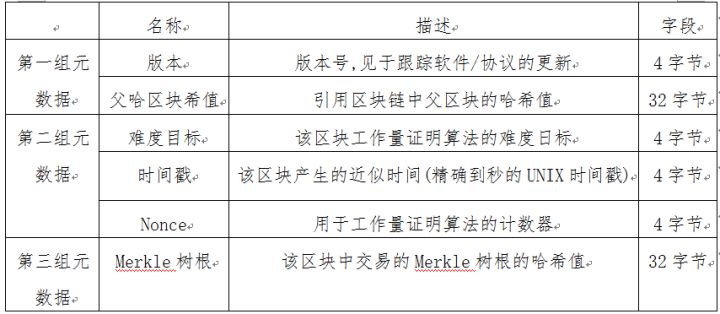 名称 描述 字段
第一组元数据 版本 版本号,见于跟踪软件/协议的更新 4字节
父哈区块希值 引用区块链中父区块的哈希值 32字节
第二组元数据 难度目标 该区块工作量证明算法的难度日标 4字节
时间戳 该区块产生的近似时间(精确到秒的UNIX时间戳) 4字节
Nonce 用于工作量证明算法的计数器 4字节
第三组元数据 Merkle树根 该区块中交易的Merkle树根的哈希值 32字节